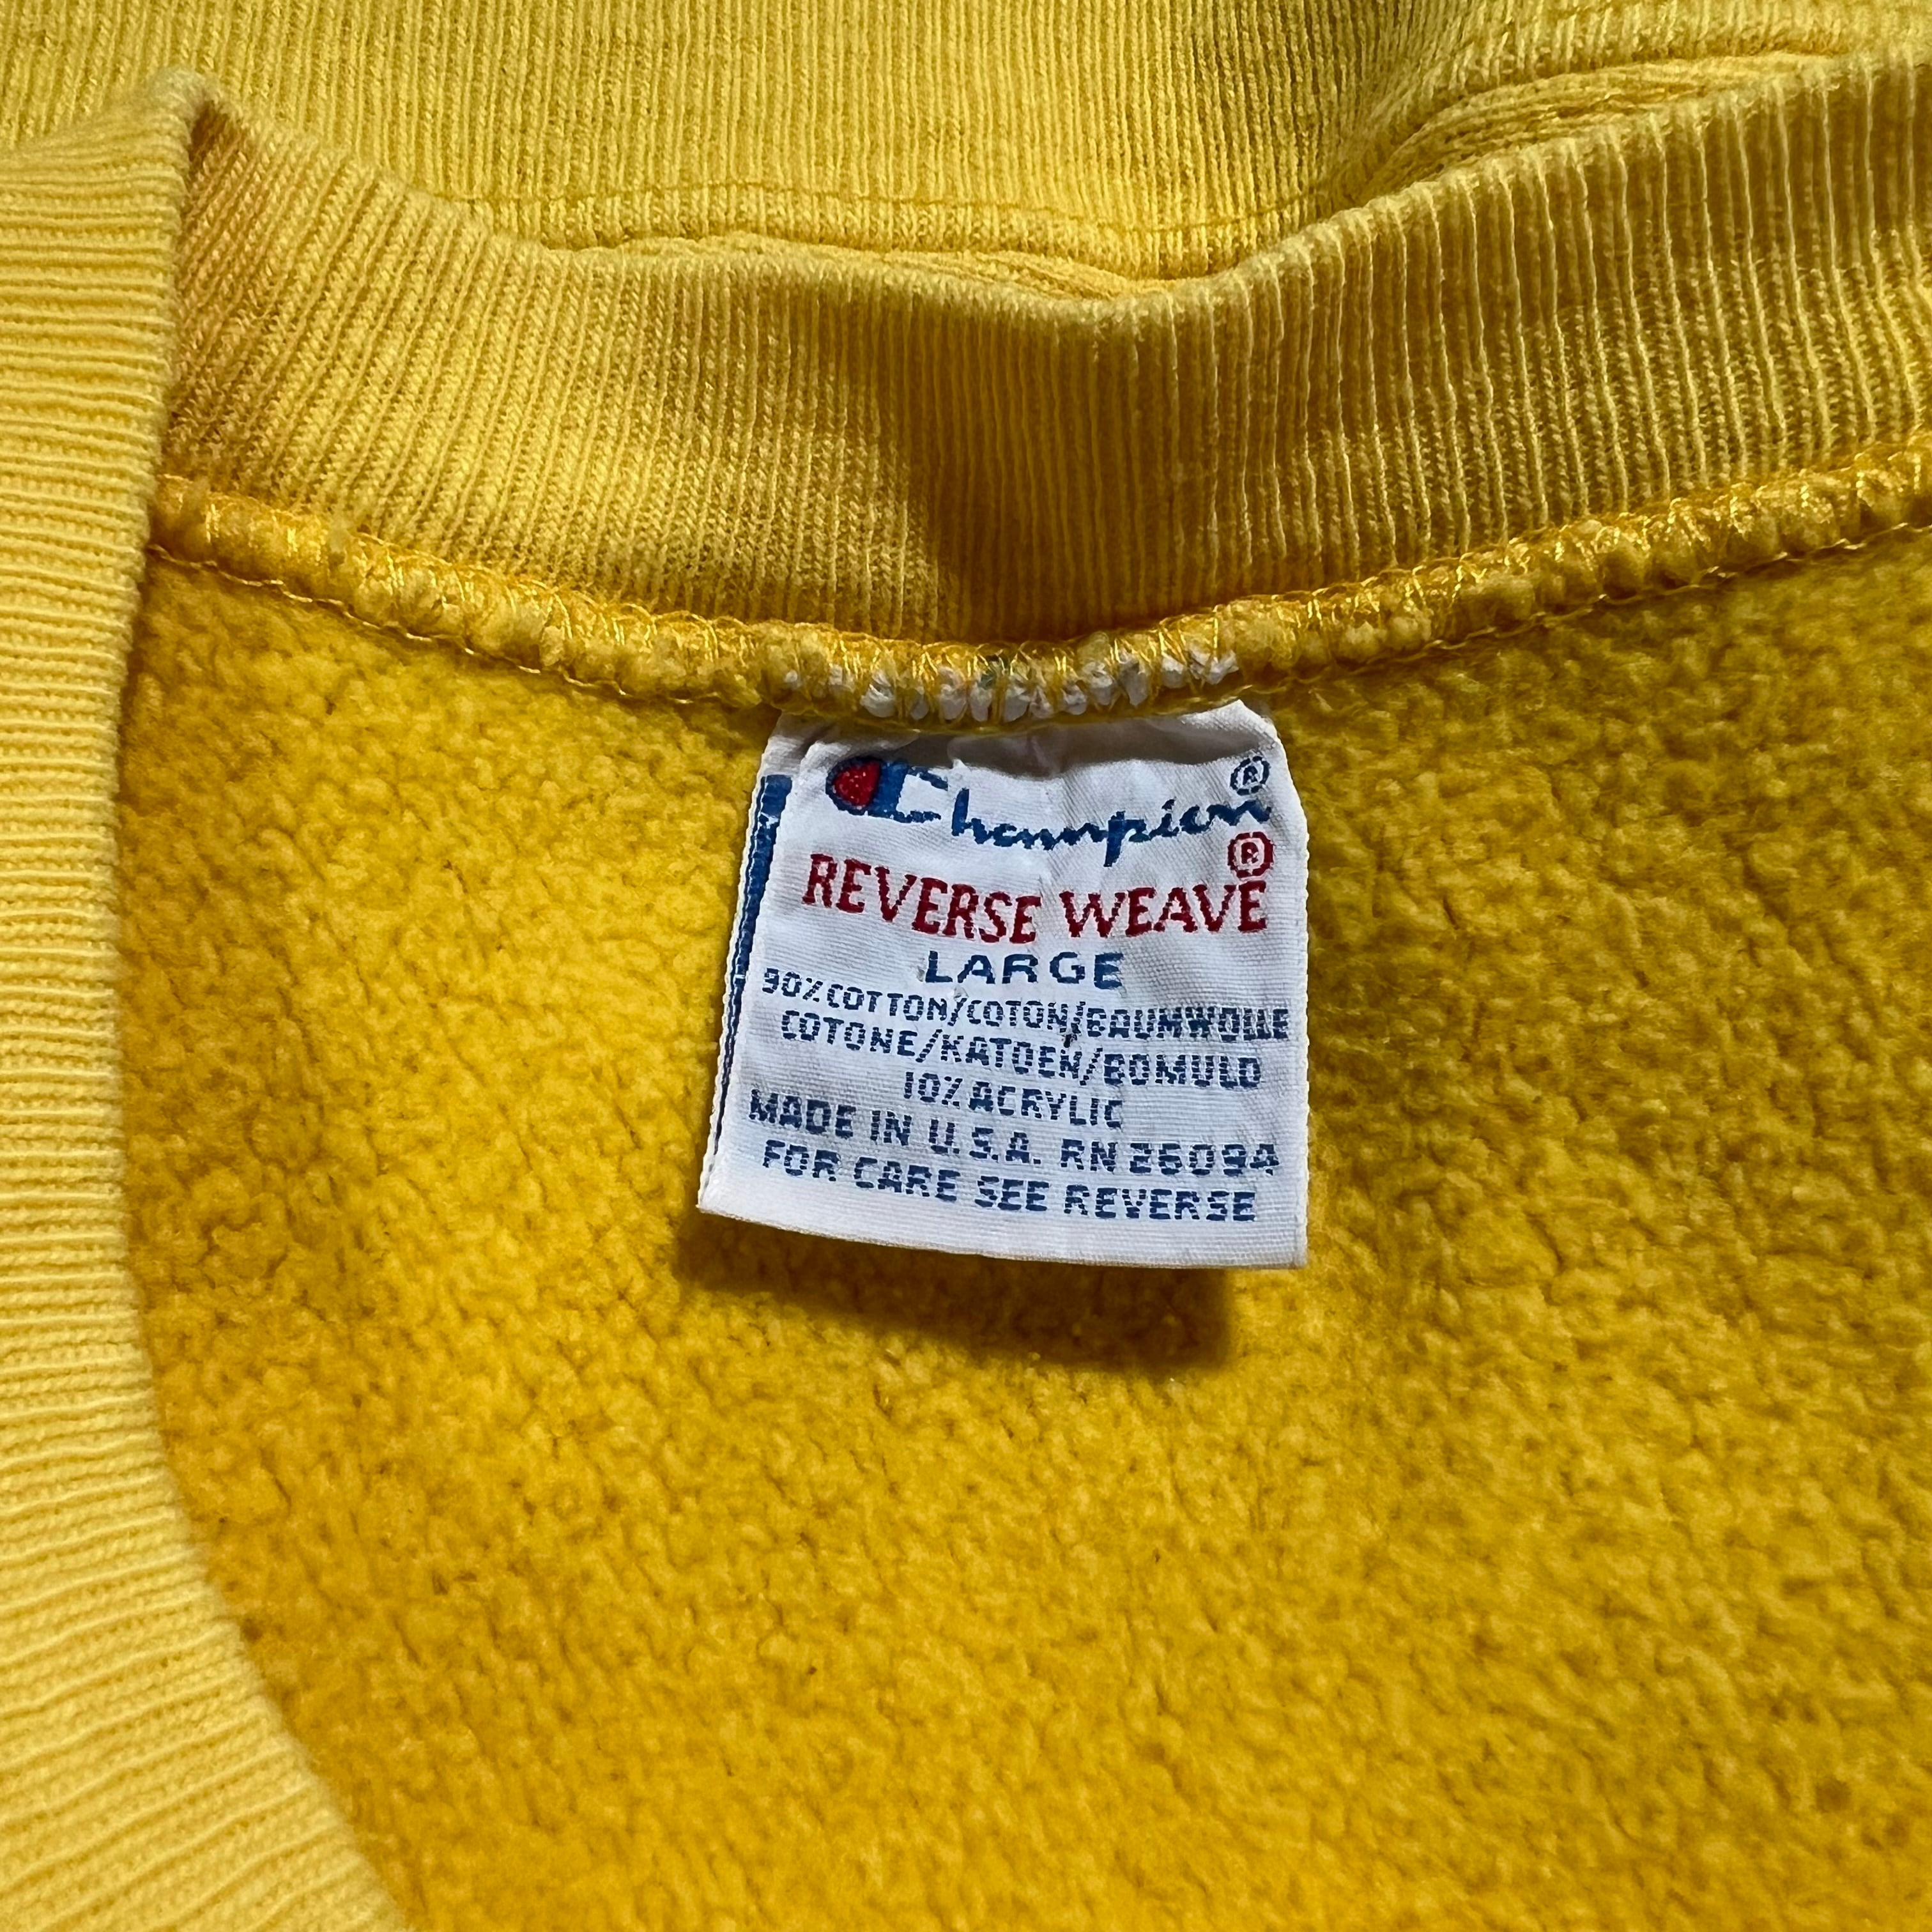 Champion®
REVERSE WEAVE®
LARGE
90% COTTON/COTON/BAUMWOLLE
COTONE/KATOEN/BOMULD
10% ACRYLIC
MADE IN U.S.A. RN 26094
FOR CARE SEE REVERSE